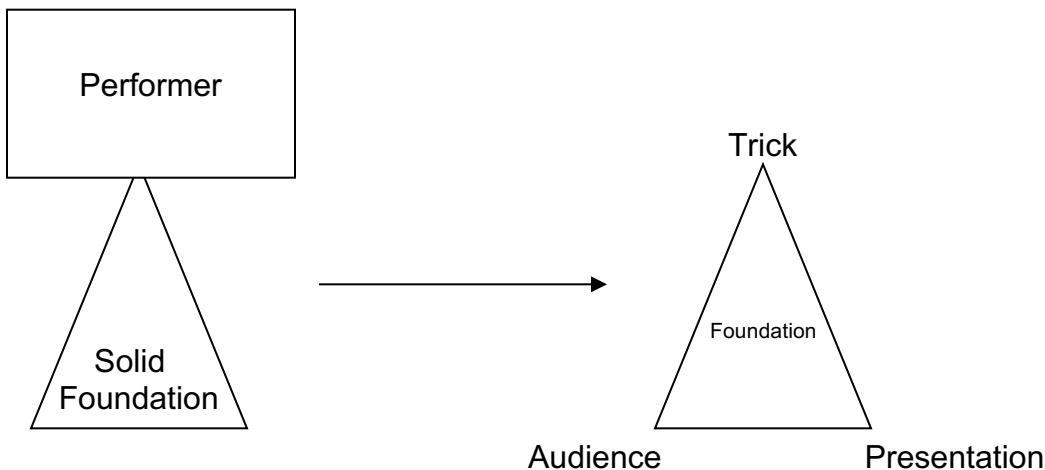 Performer
Solid
Foundation
Trick
Foundation
Audience
Presentation